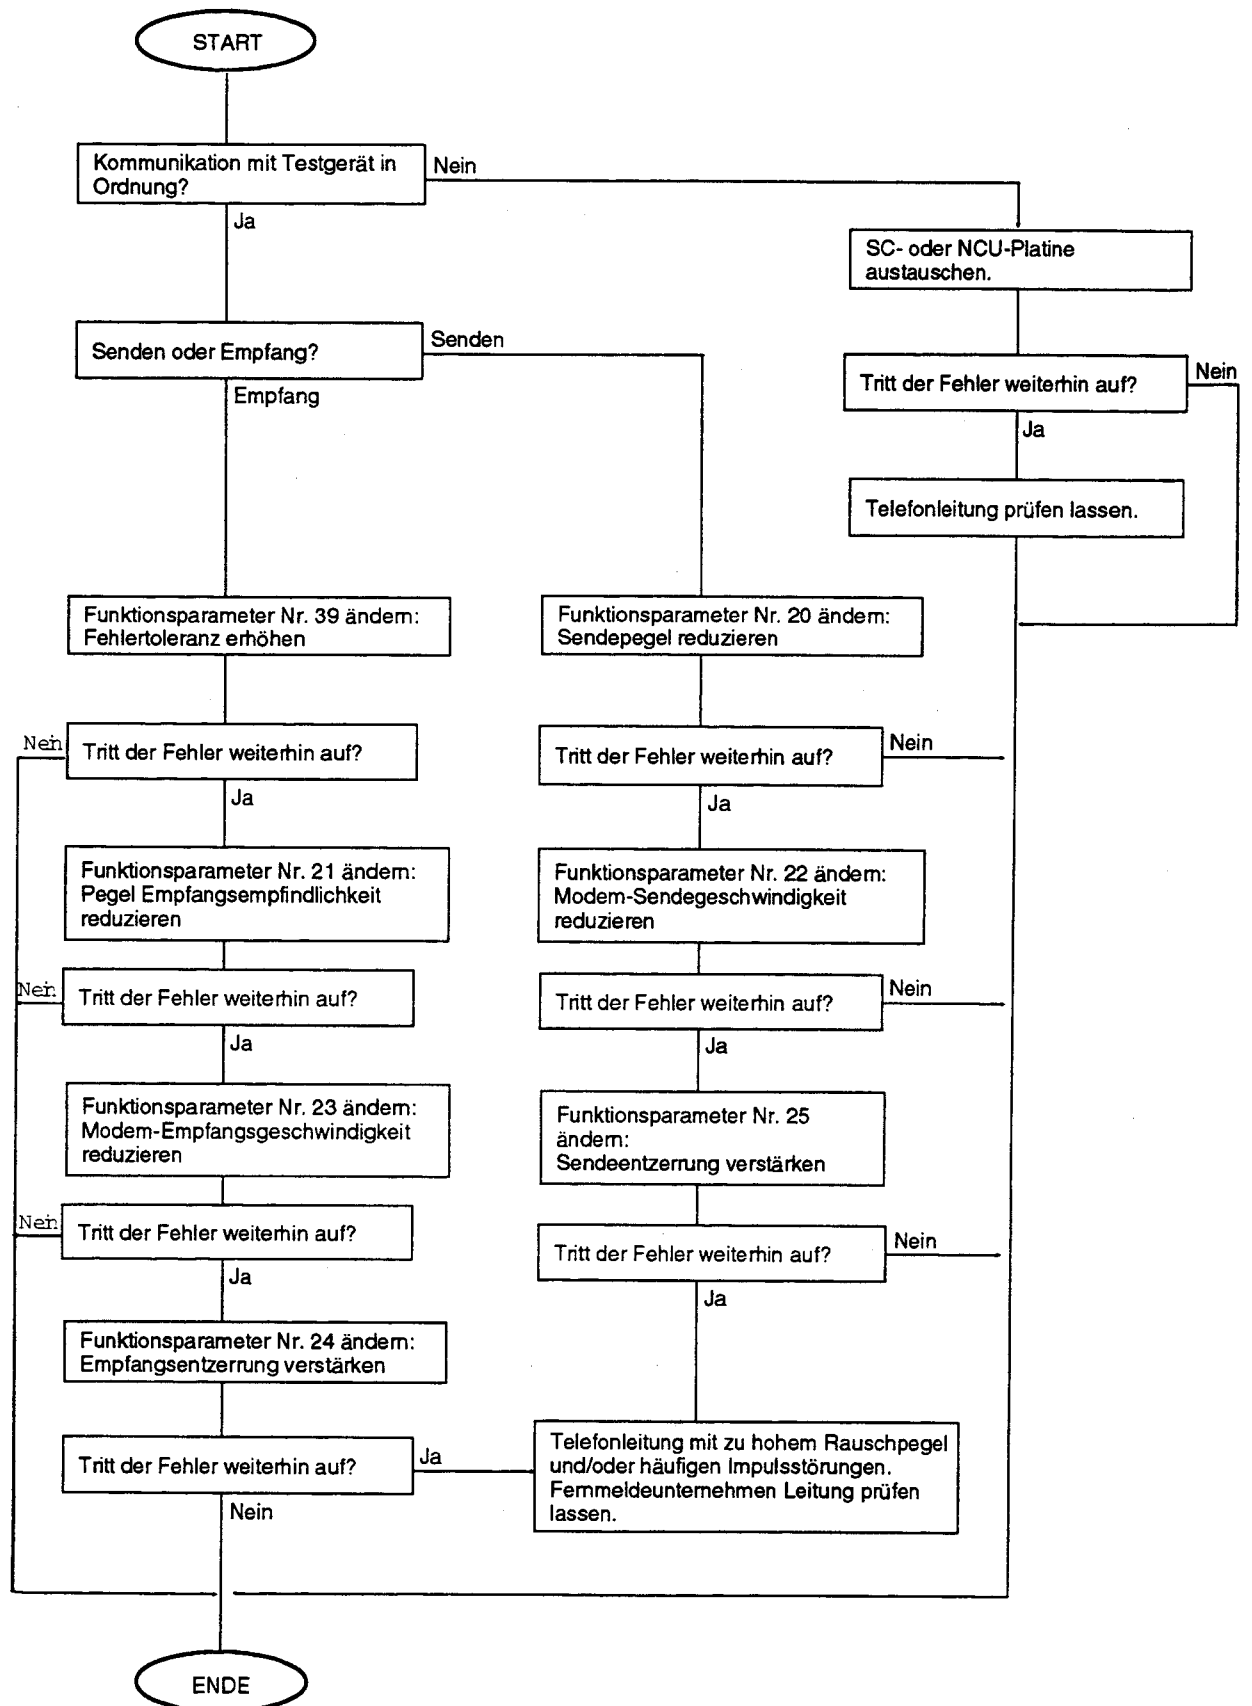 START
Kommunikation mit Testgerät in
Ordnung?
Nein
Ja
SC- oder NCU-Platine
austauschen.
Senden oder Empfang?
Senden
Empfang
Tritt der Fehler weiterhin auf?
Nein
Ja
Telefonleitung prüfen lassen.
Funktionsparameter Nr. 39 ändern:
Fehlertoleranz erhöhen
Funktionsparameter Nr. 20 ändern:
Sendepegel reduzieren
Nein
Tritt der Fehler weiterhin auf?
Ja
Tritt der Fehler weiterhin auf?
Nein
Ja
Funktionsparameter Nr. 21 ändern:
Pegel Empfangsempfindlichkeit
reduzieren
Funktionsparameter Nr. 22 ändern:
Modem-Sendegeschwindigkeit
reduzieren
Nein
Tritt der Fehler weiterhin auf?
Ja
Tritt der Fehler weiterhin auf?
Nein
Ja
Funktionsparameter Nr. 23 ändern:
Modem-Empfangsgeschwindigkeit
reduzieren
Funktionsparameter Nr. 25
ändern:
Sendeentzerrung verstärken
Nein
Tritt der Fehler weiterhin auf?
Ja
Tritt der Fehler weiterhin auf?
Nein
Ja
Funktionsparameter Nr. 24 ändern:
Empfangsentzerrung verstärken
Tritt der Fehler weiterhin auf?
Ja
Nein
Telefonleitung mit zu hohem Rauschpegel
und/oder häufigen Impulsstörungen.
Fernmeldeunternehmen Leitung prüfen
lassen.
ENDE